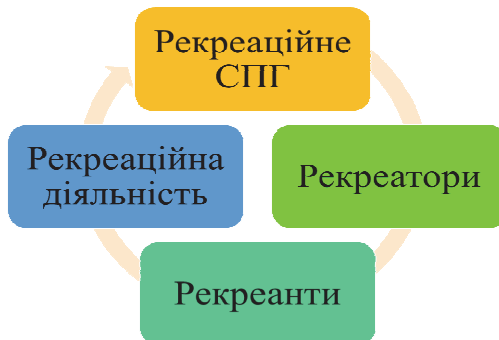 Рекреаційне
СПГ
Рекреатори
Рекреанти
Рекреаційна
діяльність